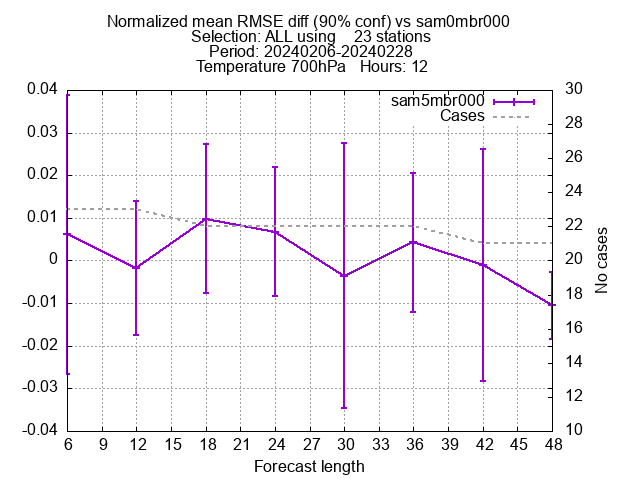 Normalized mean RMSE diff (90% conf) vs sam0mbr000
Selection: ALL using    23 stations
Period: 20240206-20240228
Temperature 700hPa   Hours: 12
sam5mbr000
Cases
0.04
0.03
0.02
0.01
0
-0.01
-0.02
-0.03
-0.04
30
28
26
24
22
20
18
16
14
12
10
No cases
6 9 12 15 18 21 24 27 30 33 36 39 42 45 48
Forecast length